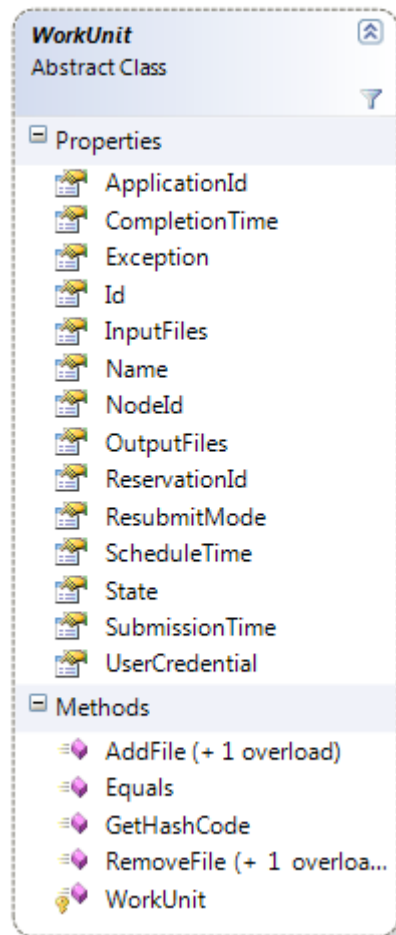 WorkUnit
Abstract Class
Properties
ApplicationId
CompletionTime
Exception
Id
InputFiles
Name
NodeId
OutputFiles
ReservationId
ResubmitMode
ScheduleTime
State
SubmissionTime
UserCredential
Methods
AddFile (+ 1 overload)
Equals
GetHashCode
RemoveFile (+ 1 overloa...
WorkUnit